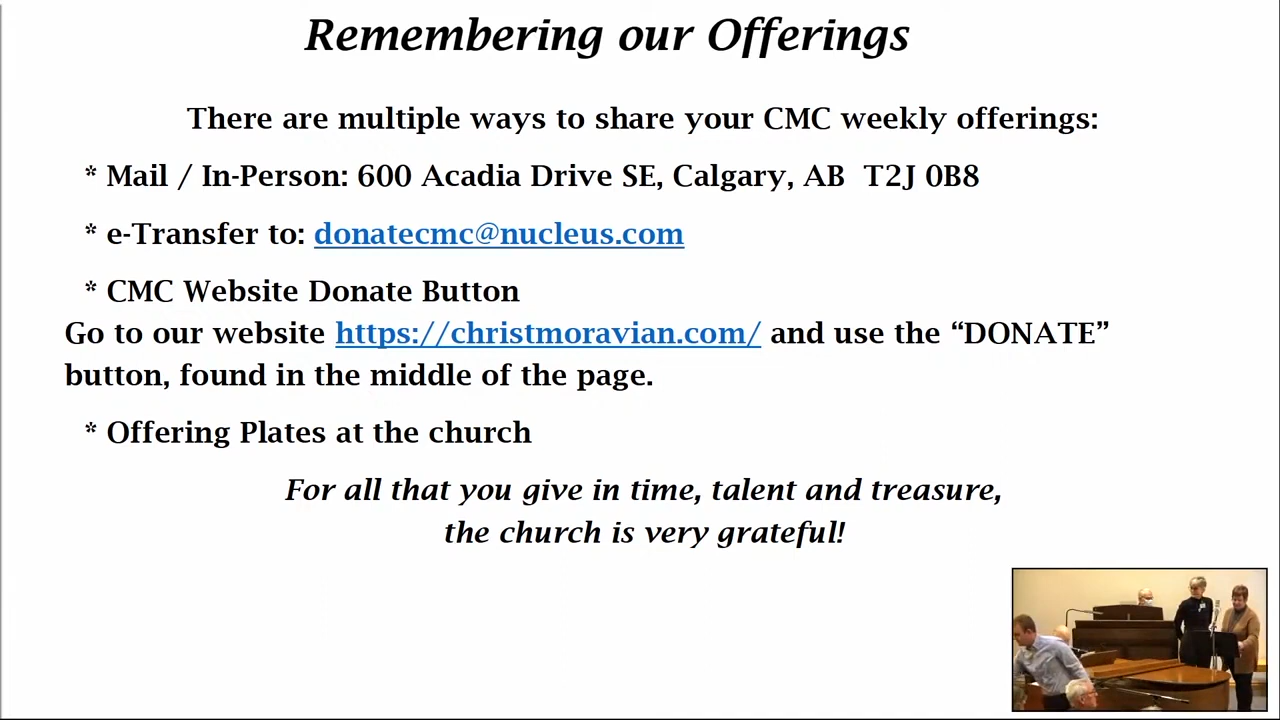 Remembering our Offerings
There are multiple ways to share your CMC weekly offerings:
* Mail / In-Person: 600 Acadia Drive SE, Calgary, AB  T2J 0B8
* e-Transfer to: donatecmc@nucleus.com
* CMC Website Donate Button
Go to our website https://christmoravian.com/ and use the “DONATE”
button, found in the middle of the page.
* Offering Plates at the church
For all that you give in time, talent and treasure,
the church is very grateful!